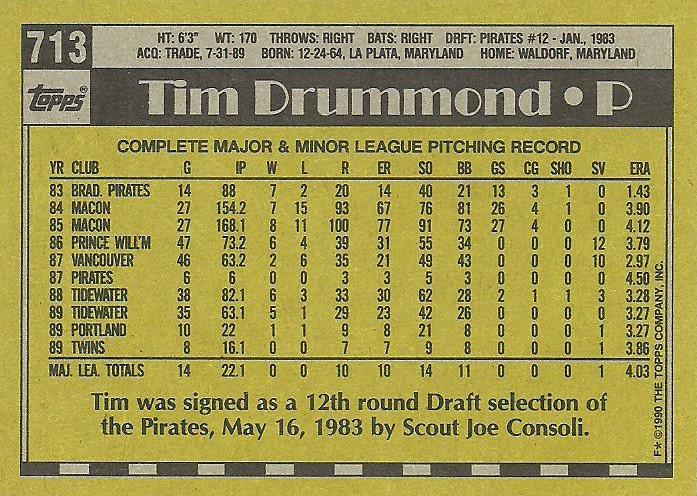 713
HT: 6'3" WT: 170 THROWS: RIGHT BATS: RIGHT DRFT: PIRATES #12 - JAN., 1983
ACQ: TRADE, 7-31-89 BORN: 12-24-64, LA PLATA, MARYLAND HOME: WALDORF, MARYLAND
topps®
Tim Drummond • P
COMPLETE MAJOR & MINOR LEAGUE PITCHING RECORD
YR CLUB G IP W L R ER SO BB GS CG SHO SV ERA
83 BRAD. PIRATES 14 88 7 2 20 14 40 21 13 3 1 0 1.43
84 MACON 27 154.2 7 15 93 67 76 81 26 4 1 0 3.90
85 MACON 27 168.1 8 11 100 77 91 73 27 4 0 0 4.12
86 PRINCE WILL'M 47 73.2 6 4 39 31 55 34 0 0 0 12 3.79
87 VANCOUVER 46 63.2 2 6 35 21 49 43 0 0 0 10 2.97
87 PIRATES 6 6 0 0 3 3 5 3 0 0 0 0 4.50
88 TIDEWATER 38 82.1 6 3 33 30 62 28 2 1 1 3 3.28
89 TIDEWATER 35 63.1 5 1 29 23 42 26 0 0 0 0 3.27
89 PORTLAND 10 22 1 1 9 8 21 8 0 0 0 1 3.27
89 TWINS 8 16.1 0 0 7 7 9 8 0 0 0 1 3.86
MAJ. LEA. TOTALS 14 22.1 0 0 10 10 14 11 0 0 0 1 4.03
Tim was signed as a 12th round Draft selection of
the Pirates, May 16, 1983 by Scout Joe Consoli.
F* © 1990 THE TOPPS COMPANY, INC.